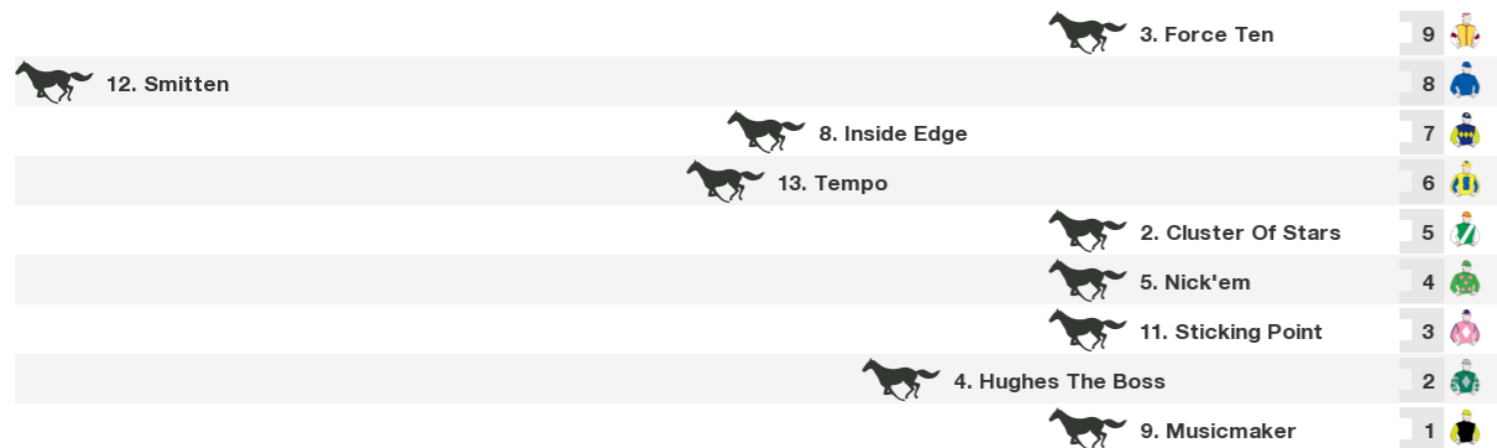 3. Force Ten 9
12. Smitten 8
8. Inside Edge 7
13. Tempo 6
2. Cluster Of Stars 5
5. Nick'em 4
11. Sticking Point 3
4. Hughes The Boss 2
9. Musicmaker 1